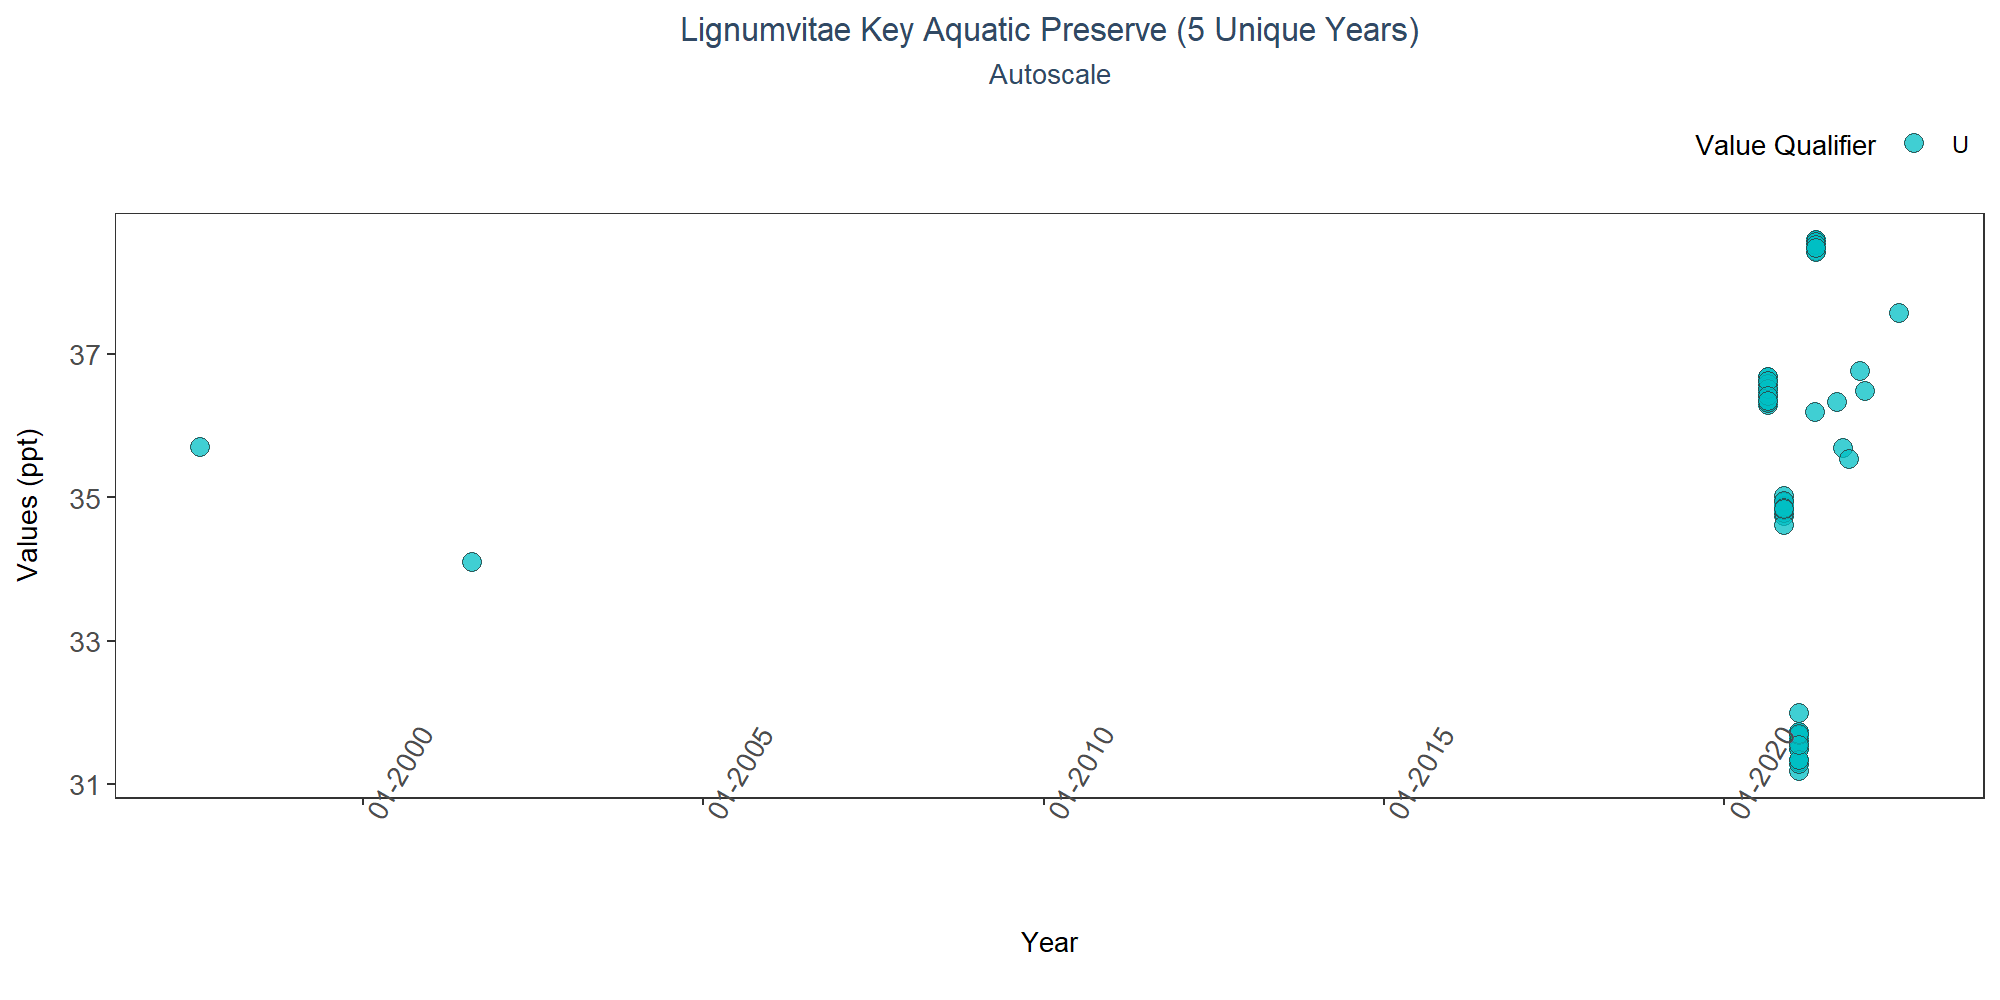 Lignumvitae Key Aquatic Preserve (5 Unique Years)
Autoscale
Value Qualifier U
Values (ppt)
37
35
33
31
01-2000
01-2005
01-2010
01-2015
01-2020
Year